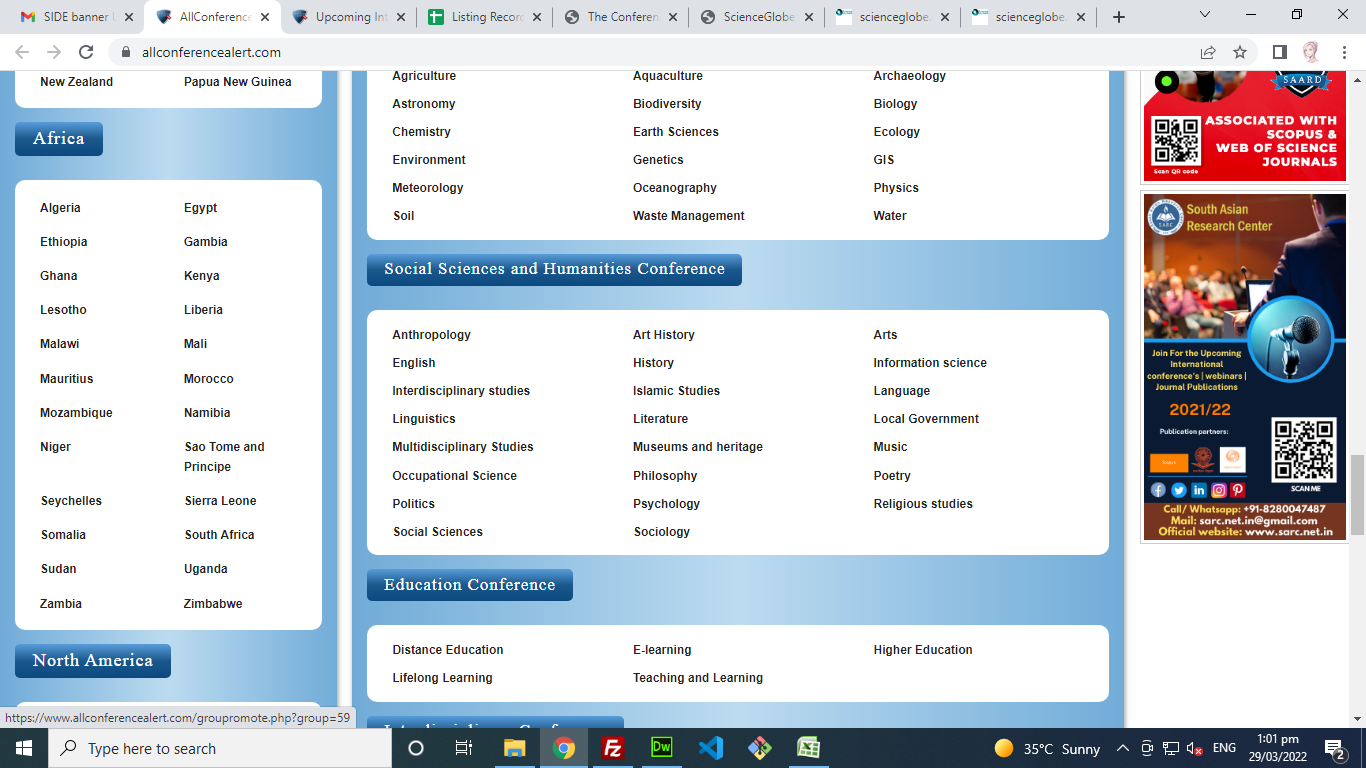 SIDE banner
AllConference
Upcoming Int
Listing Record
The Conferen
ScienceGlobe
scienceglobe.
scienceglobe.
allconferencealert.com
New Zealand
Papua New Guinea
Africa
Algeria
Egypt
Ethiopia
Gambia
Ghana
Kenya
Lesotho
Liberia
Malawi
Mali
Mauritius
Morocco
Mozambique
Namibia
Niger
Sao Tome and
Principe
Seychelles
Sierra Leone
Somalia
South Africa
Sudan
Uganda
Zambia
Zimbabwe
North America
https://www.allconferencealert.com/groupromote.php?group=59
Agriculture
Aquaculture
Archaeology
Astronomy
Biodiversity
Biology
Chemistry
Earth Sciences
Ecology
Environment
Genetics
GIS
Meteorology
Oceanography
Physics
Soil
Waste Management
Water
Social Sciences and Humanities Conference
Anthropology
Art History
Arts
English
History
Information science
Interdisciplinary studies
Islamic Studies
Language
Linguistics
Literature
Local Government
Multidisciplinary Studies
Museums and heritage
Music
Occupational Science
Philosophy
Poetry
Politics
Psychology
Religious studies
Social Sciences
Sociology
Education Conference
Distance Education
E-learning
Higher Education
Lifelong Learning
Teaching and Learning
SAARD
ASSOCIATED WITH
SCOPUS &
WEB OF SCIENCE
JOURNALS
Scan QR code
SARC
South Asian
Research Center
Join For the Upcoming
International
conference's | webinars |
Journal Publications
2021/22
Publication partners:
SCAN ME
Call/ Whatsapp: +91-8280047487
Mail: sarc.net.in@gmail.com
Official website: www.sarc.net.in
Type here to search
Fz
Dw
35°C Sunny
ENG
1:01 pm
29/03/2022
2